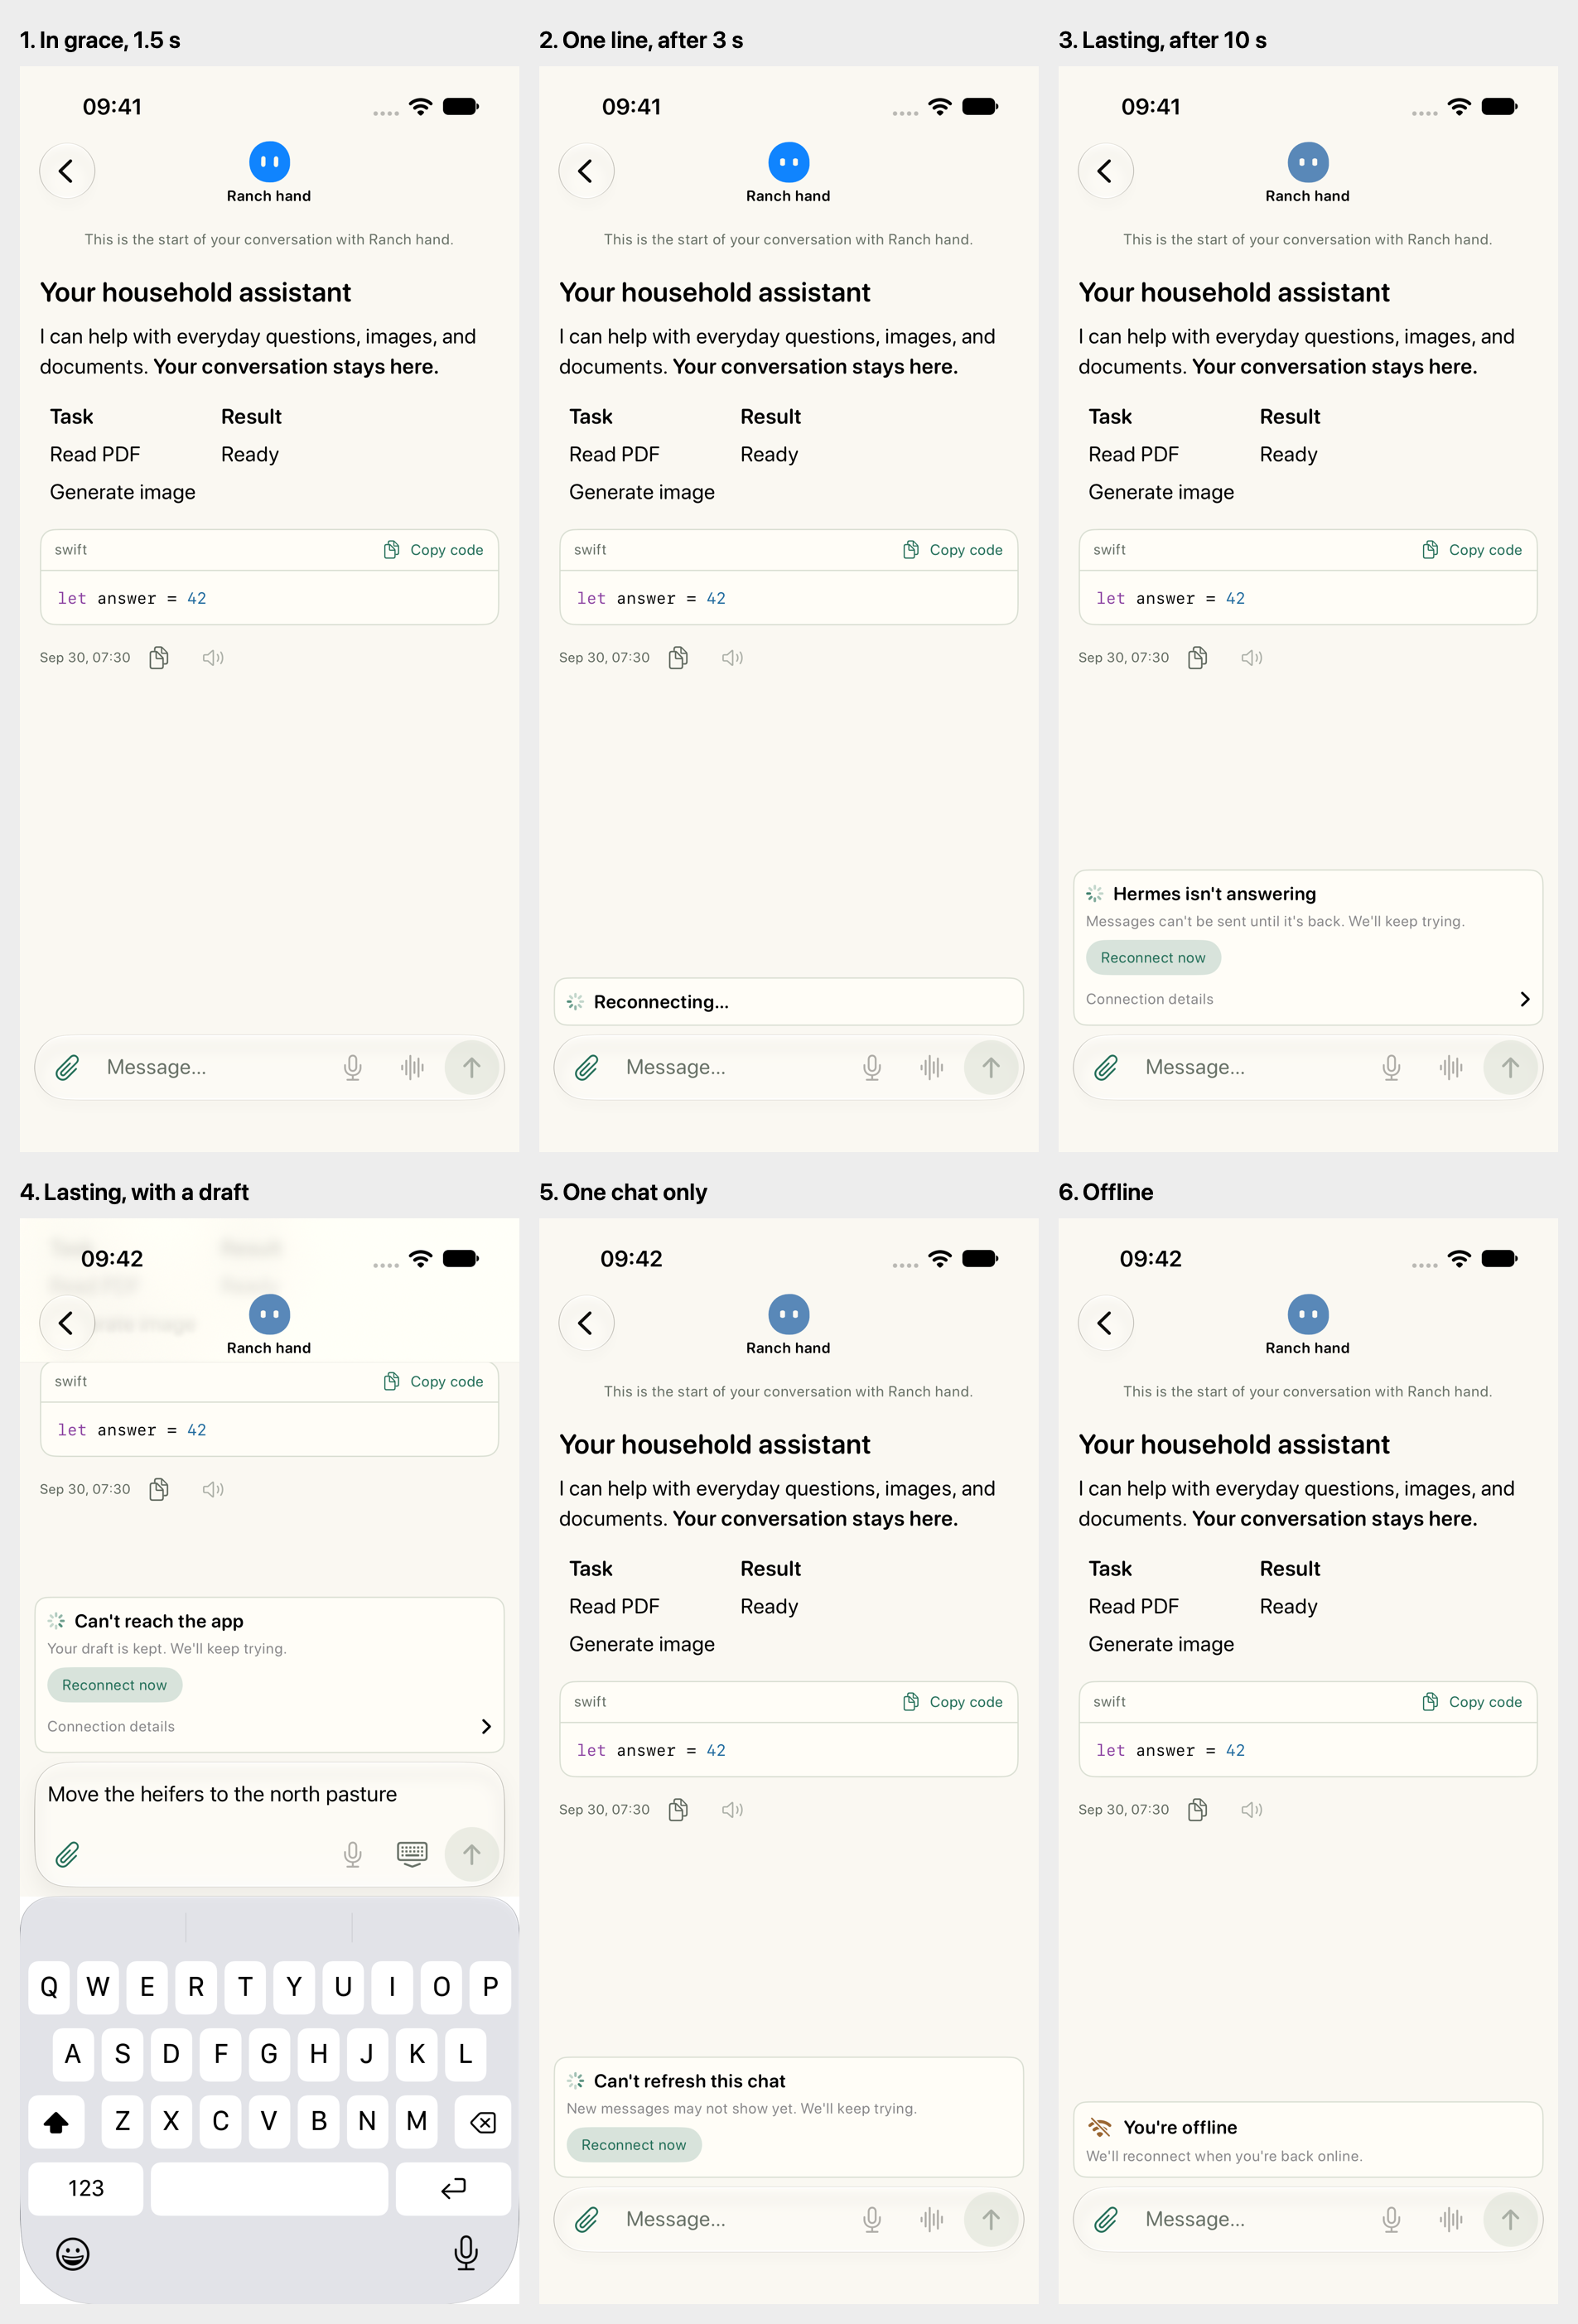 1. In grace, 1.5 s
09:41
Ranch hand
This is the start of your conversation with Ranch hand.
Your household assistant
I can help with everyday questions, images, and
documents. Your conversation stays here.
Task Result
Read PDF Ready
Generate image
swift Copy code
let answer = 42
Sep 30, 07:30
Message...
2. One line, after 3 s
09:41
Ranch hand
This is the start of your conversation with Ranch hand.
Your household assistant
I can help with everyday questions, images, and
documents. Your conversation stays here.
Task Result
Read PDF Ready
Generate image
swift Copy code
let answer = 42
Sep 30, 07:30
Reconnecting...
Message...
3. Lasting, after 10 s
09:41
Ranch hand
This is the start of your conversation with Ranch hand.
Your household assistant
I can help with everyday questions, images, and
documents. Your conversation stays here.
Task Result
Read PDF Ready
Generate image
swift Copy code
let answer = 42
Sep 30, 07:30
Hermes isn't answering
Messages can't be sent until it's back. We'll keep trying.
Reconnect now
Connection details
Message...
4. Lasting, with a draft
Task Result
09:42
Read PDF Ready
rate image
Ranch hand
swift Copy code
let answer = 42
Sep 30, 07:30
Can't reach the app
Your draft is kept. We'll keep trying.
Reconnect now
Connection details
Move the heifers to the north pasture
Q W E R T Y U I O P
A S D F G H J K L
Z X C V B N M
123
5. One chat only
09:42
Ranch hand
This is the start of your conversation with Ranch hand.
Your household assistant
I can help with everyday questions, images, and
documents. Your conversation stays here.
Task Result
Read PDF Ready
Generate image
swift Copy code
let answer = 42
Sep 30, 07:30
Can't refresh this chat
New messages may not show yet. We'll keep trying.
Reconnect now
Message...
6. Offline
09:42
Ranch hand
This is the start of your conversation with Ranch hand.
Your household assistant
I can help with everyday questions, images, and
documents. Your conversation stays here.
Task Result
Read PDF Ready
Generate image
swift Copy code
let answer = 42
Sep 30, 07:30
You're offline
We'll reconnect when you're back online.
Message...